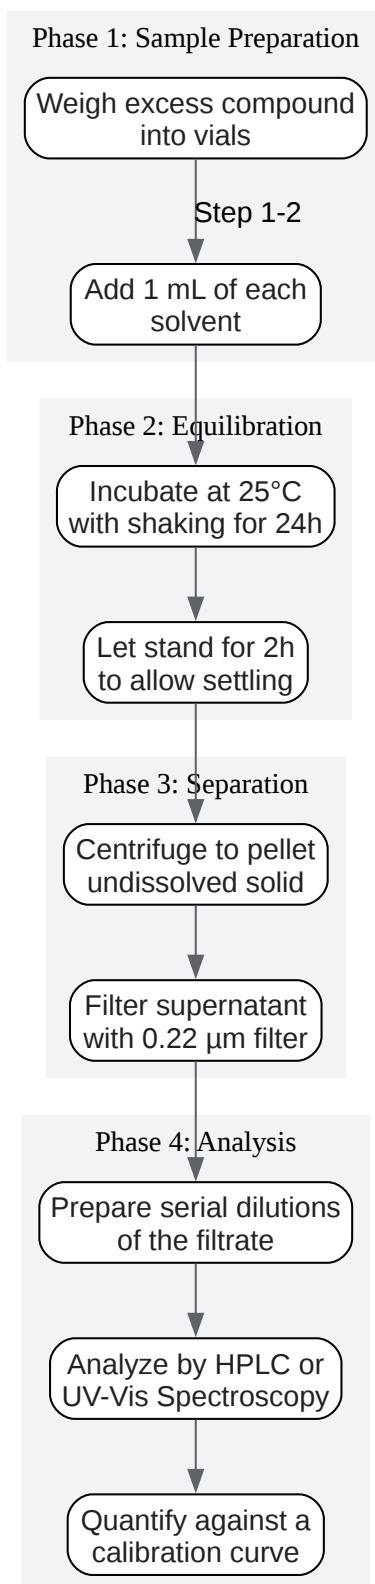 Phase 1: Sample Preparation
Weigh excess compound
into vials
Step 1-2
Add 1 mL of each
solvent
Phase 2: Equilibration
Incubate at 25°C
with shaking for 24h
Let stand for 2h
to allow settling
Phase 3: Separation
Centrifuge to pellet
undissolved solid
Filter supernatant
with 0.22 µm filter
Phase 4: Analysis
Prepare serial dilutions
of the filtrate
Analyze by HPLC or
UV-Vis Spectroscopy
Quantify against a
calibration curve